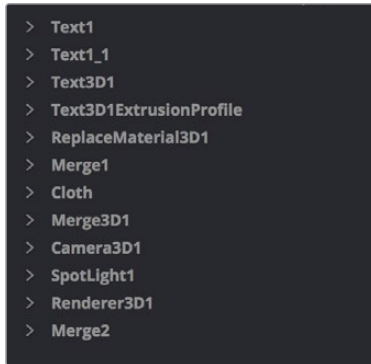 > Text1
> Text1_1
> Text3D1
> Text3D1ExtrusionProfile
> ReplaceMaterial3D1
> Merge1
> Cloth
> Merge3D1
> Camera3D1
> SpotLight1
> Renderer3D1
> Merge2